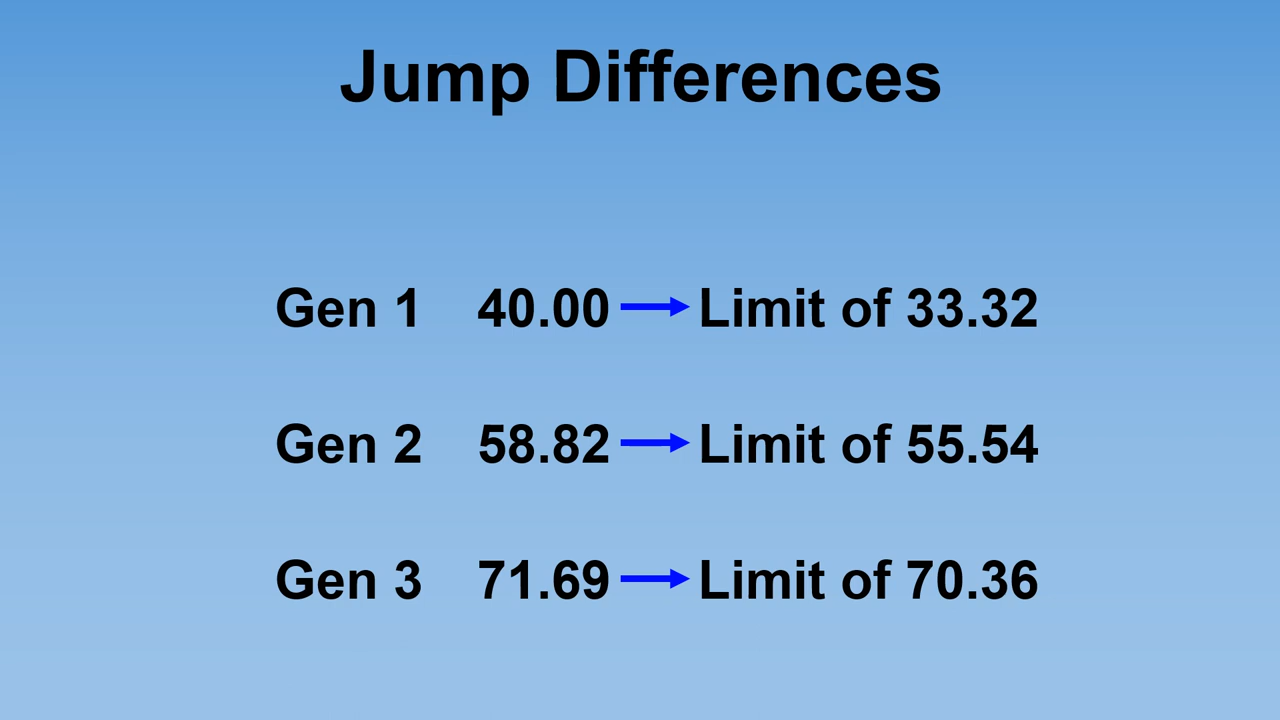 Jump Differences
Gen 1 40.00 Limit of 33.32
Gen 2 58.82 Limit of 55.54
Gen 3 71.69 Limit of 70.36